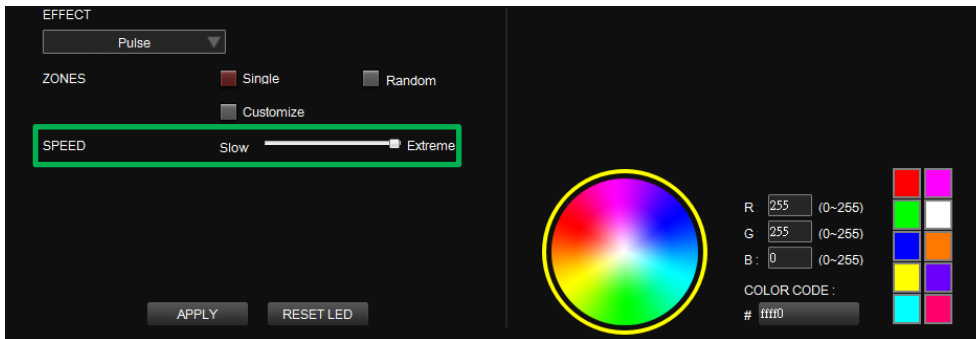 EFFECT
Pulse
ZONES Single Random
Customize
SPEED Slow Extreme
R: 255 (0~255)
G 255 (0~255)
B: 0 (0~255)
COLOR CODE :
# ffff0
APPLY RESET LED